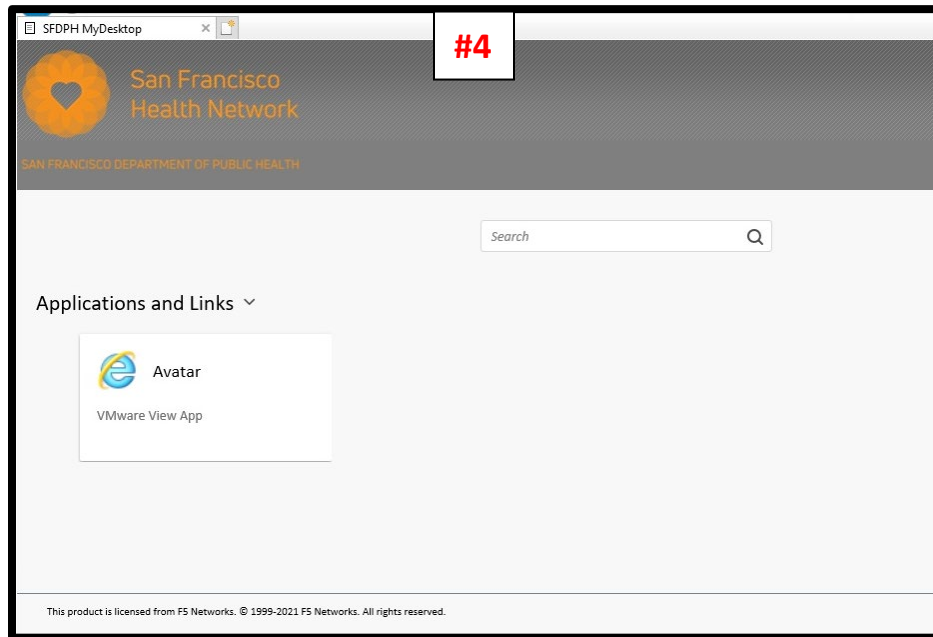 SFDPH MyDesktop
#4
San Francisco
Health Network
SAN FRANCISCO DEPARTMENT OF PUBLIC HEALTH
Search
Applications and Links
Avatar
VMware View App
This product is licensed from F5 Networks. © 1999-2021 F5 Networks. All rights reserved.